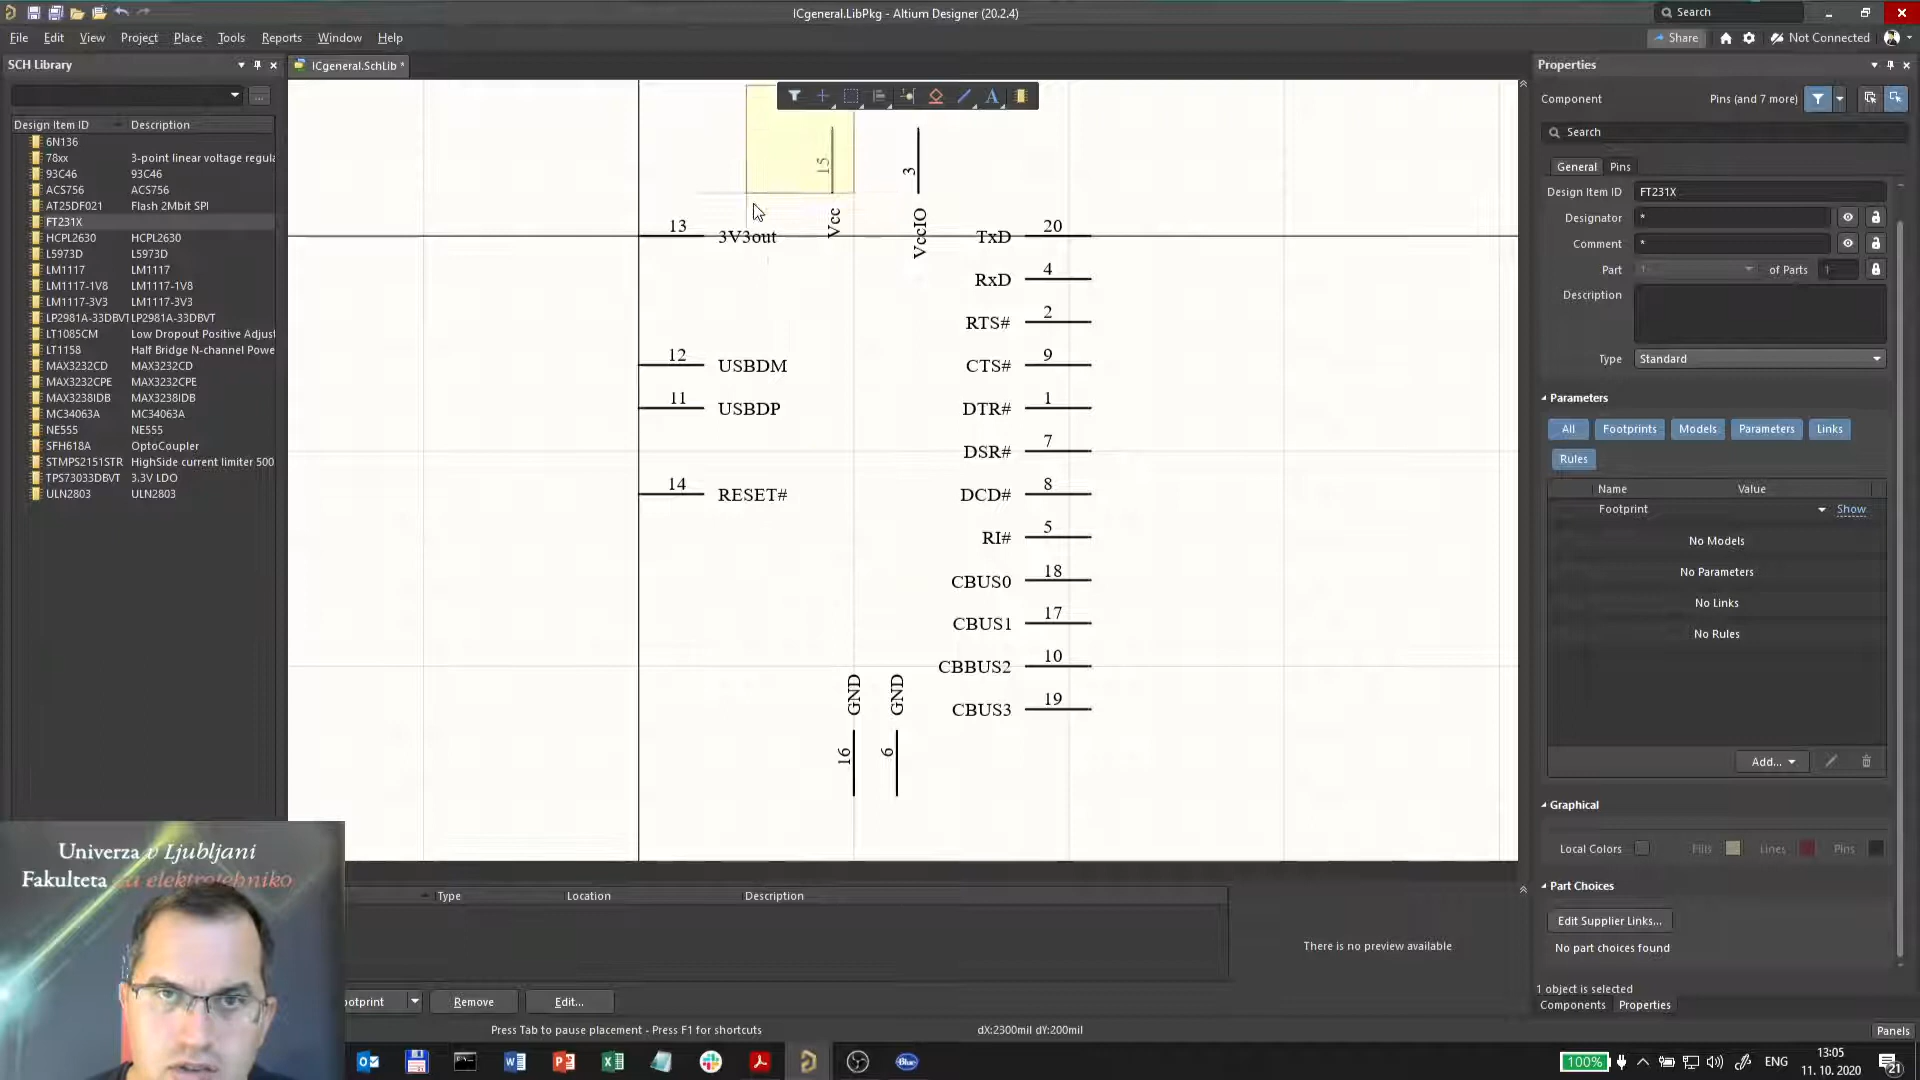 ICgeneral.LibPkg - Altium Designer (20.2.4)
Search
File Edit View Project Place Tools Reports Window Help
Share
Not Connected
SCH Library
ICgeneral.SchLib *
Properties
Component
Pins (and 7 more)
Search
Design Item ID Description
6N136
78xx 3-point linear voltage regula
93C46 93C46
ACS756 ACS756
AT25DF021 Flash 2Mbit SPI
FT231X
HCPL2630 HCPL2630
L5973D L5973D
LM1117 LM1117
LM1117-1V8 LM1117-1V8
LM1117-3V3 LM1117-3V3
LP2981A-33DBVT LP2981A-33DBVT
LT1085CM Low Dropout Positive Adjust
LT1158 Half Bridge N-channel Powe
MAX3232CD MAX3232CD
MAX3232CPE MAX3232CPE
MAX3238IDB MAX3238IDB
MC34063A MC34063A
NE555 NE555
SFH618A OptoCoupler
STMPS2151STR HighSide current limiter 500
TPS73033DBVT 3.3V LDO
ULN2803 ULN2803
15 Vcc
3 VccIO
13 3V3out
12 USBDM
11 USBDP
14 RESET#
TxD 20
RxD 4
RTS# 2
CTS# 9
DTR# 1
DSR# 7
DCD# 8
RI# 5
CBUS0 18
CBUS1 17
CBBUS2 10
CBUS3 19
GND 16
GND 6
General Pins
Design Item ID FT231X
Designator *
Comment *
Part 1 of Parts 1
Description
Type Standard
Parameters
All Footprints Models Parameters Links
Rules
Name Value
Footprint Show
No Models
No Parameters
No Links
No Rules
Add...
Graphical
Local Colors Fills Lines Pins
Part Choices
Edit Supplier Links...
No part choices found
1 object is selected
Components Properties
Panels
Univerza v Ljubljani
Fakulteta za elektrotehniko
Type Location Description
There is no preview available
ootprint Remove Edit...
Press Tab to pause placement - Press F1 for shortcuts
dX:2300mil dY:200mil
Blue
100%
ENG
13:05
11. 10. 2020
21